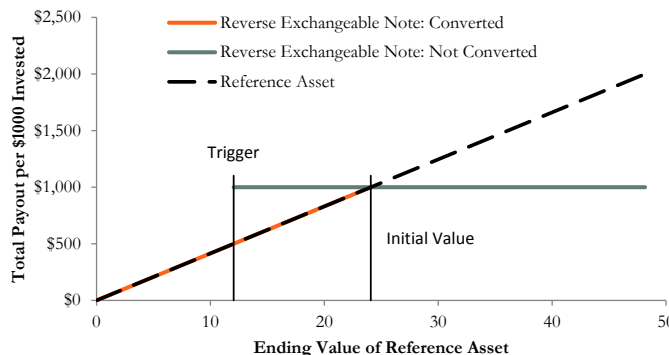 Reverse Exchangeable Note: Converted
Reverse Exchangeable Note: Not Converted
Reference Asset
Total Payout per $1000 Invested
$2,500
$2,000
$1,500
$1,000
$500
$0
Trigger
Initial Value
0 10 20 30 40 50
Ending Value of Reference Asset